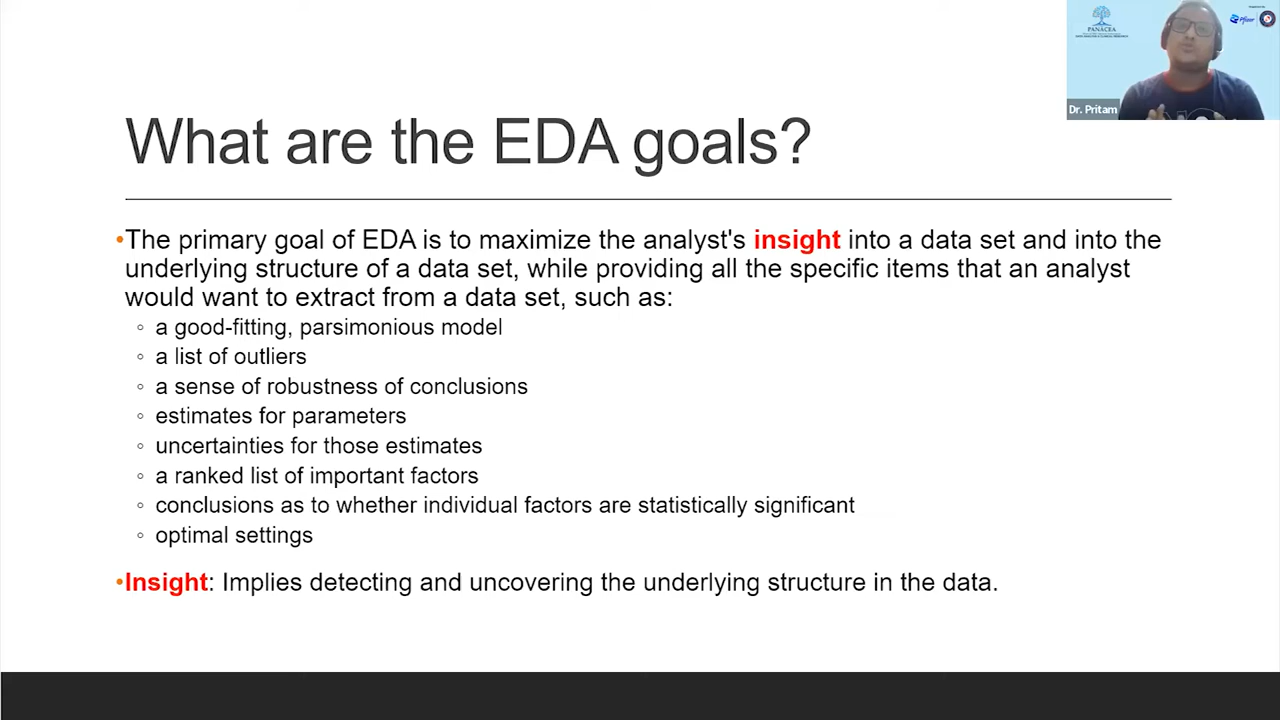 PANACEA
Pfizer
Dr. Pritam
What are the EDA goals?
•The primary goal of EDA is to maximize the analyst's insight into a data set and into the
underlying structure of a data set, while providing all the specific items that an analyst
would want to extract from a data set, such as:
◦ a good-fitting, parsimonious model
◦ a list of outliers
◦ a sense of robustness of conclusions
◦ estimates for parameters
◦ uncertainties for those estimates
◦ a ranked list of important factors
◦ conclusions as to whether individual factors are statistically significant
◦ optimal settings
•Insight: Implies detecting and uncovering the underlying structure in the data.